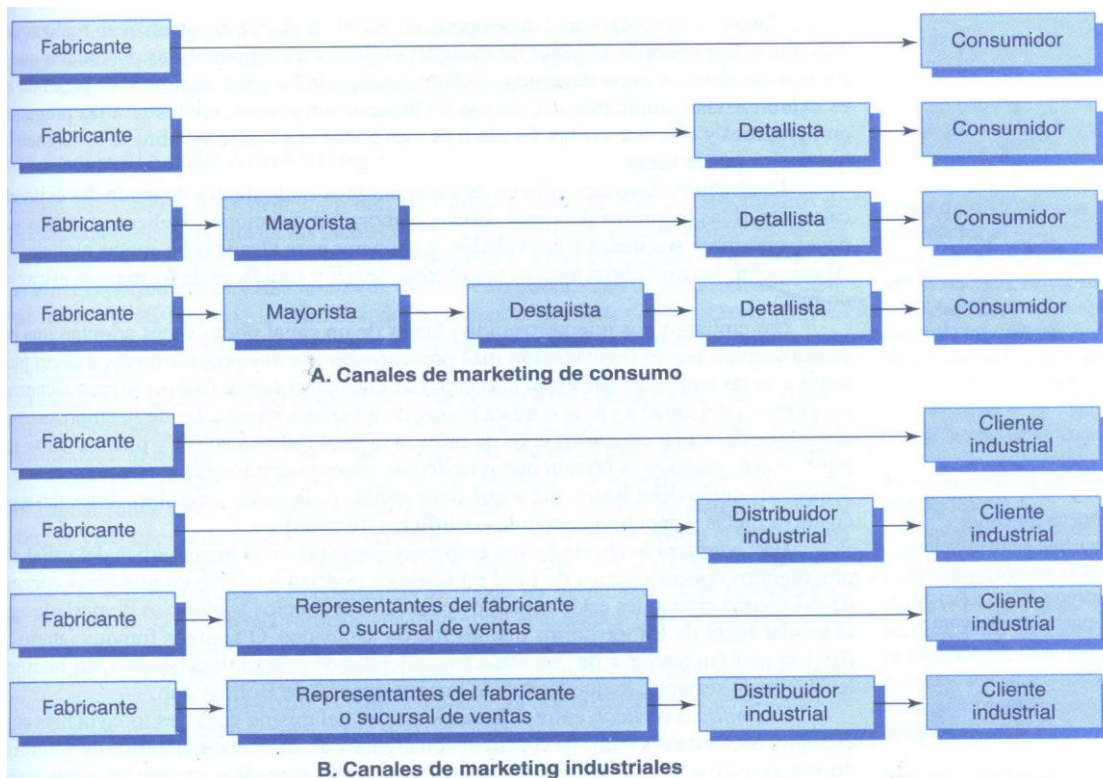 Fabricante Consumidor
Fabricante Detallista Consumidor
Fabricante Mayorista Detallista Consumidor
Fabricante Mayorista Destajista Detallista Consumidor
A. Canales de marketing de consumo
Fabricante Cliente
industrial
Fabricante Distribuidor Cliente
industrial industrial
Fabricante Representantes del fabricante Cliente
o sucursal de ventas industrial
Fabricante Representantes del fabricante Distribuidor Cliente
o sucursal de ventas industrial industrial
B. Canales de marketing industriales